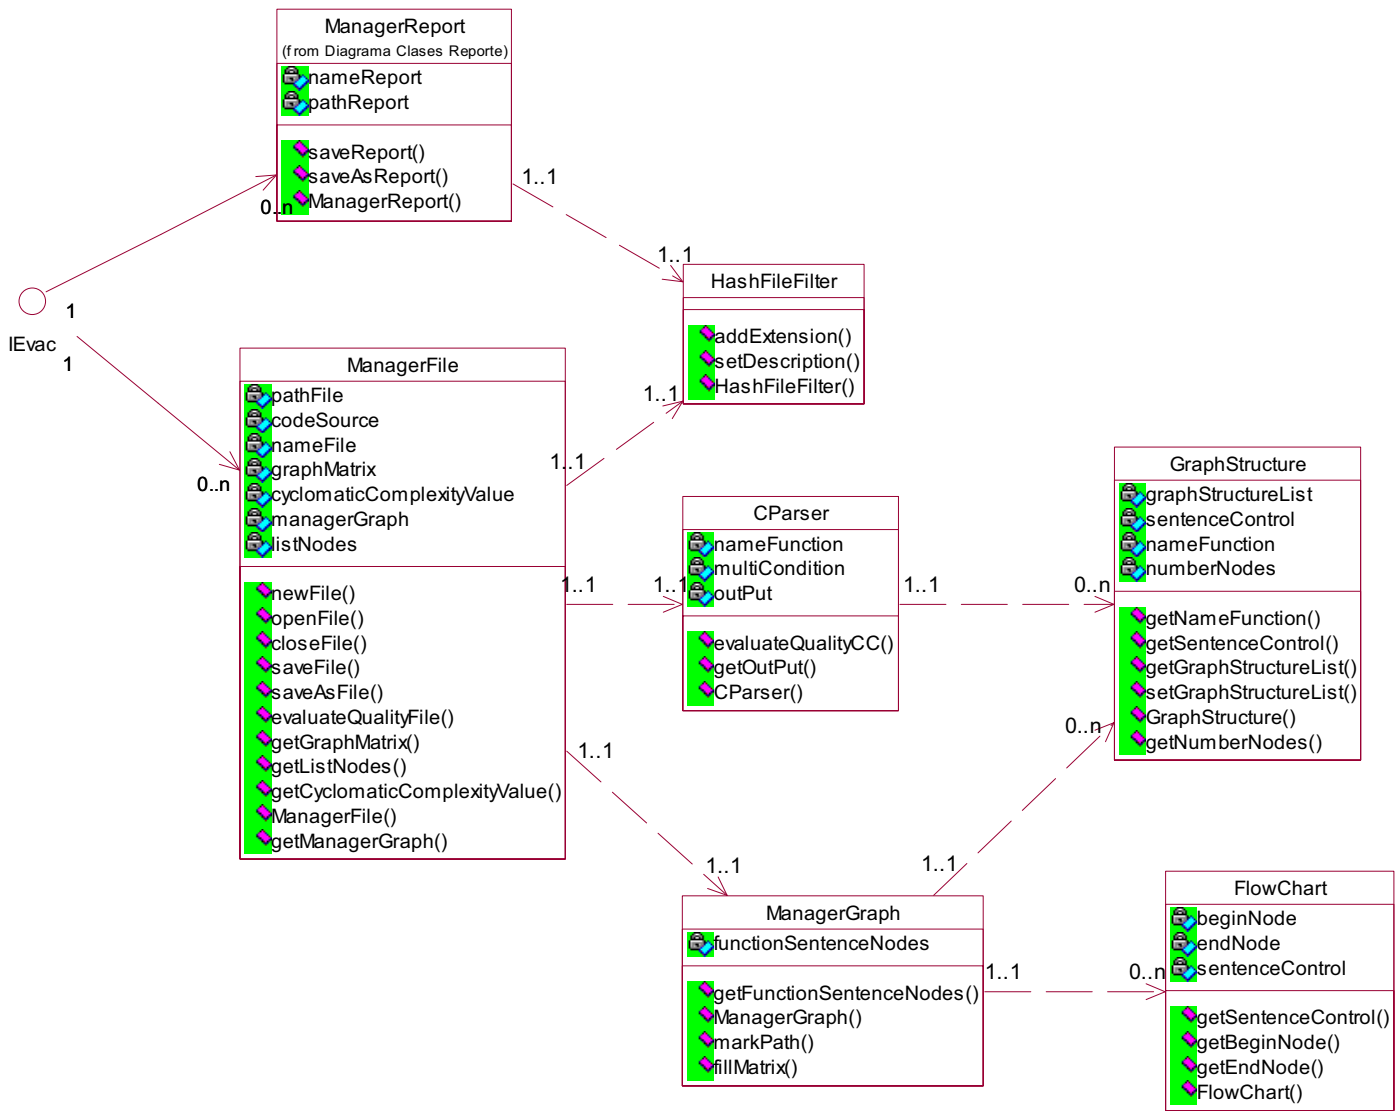 ManagerReport
(from Diagrama Clases Reporte)
nameReport
pathReport
saveReport()
saveAsReport()
ManagerReport()
0..n
1..1
1..1
1
IEvac
1
0..n
HashFileFilter
addExtension()
setDescription()
HashFileFilter()
1..1
1..1
ManagerFile
pathFile
codeSource
nameFile
graphMatrix
cyclomaticComplexityValue
managerGraph
listNodes
newFile()
openFile()
closeFile()
saveFile()
saveAsFile()
evaluateQualityFile()
getGraphMatrix()
getListNodes()
getCyclomaticComplexityValue()
ManagerFile()
getManagerGraph()
1..1
1..1
CParser
nameFunction
multiCondition
outPut
evaluateQualityCC()
getOutPut()
CParser()
1..1
0..n
GraphStructure
graphStructureList
sentenceControl
nameFunction
numberNodes
getNameFunction()
getSentenceControl()
getGraphStructureList()
setGraphStructureList()
GraphStructure()
getNumberNodes()
0..n
1..1
1..1
1..1
ManagerGraph
functionSentenceNodes
getFunctionSentenceNodes()
ManagerGraph()
markPath()
fillMatrix()
1..1
0..n
FlowChart
beginNode
endNode
sentenceControl
getSentenceControl()
getBeginNode()
getEndNode()
FlowChart()